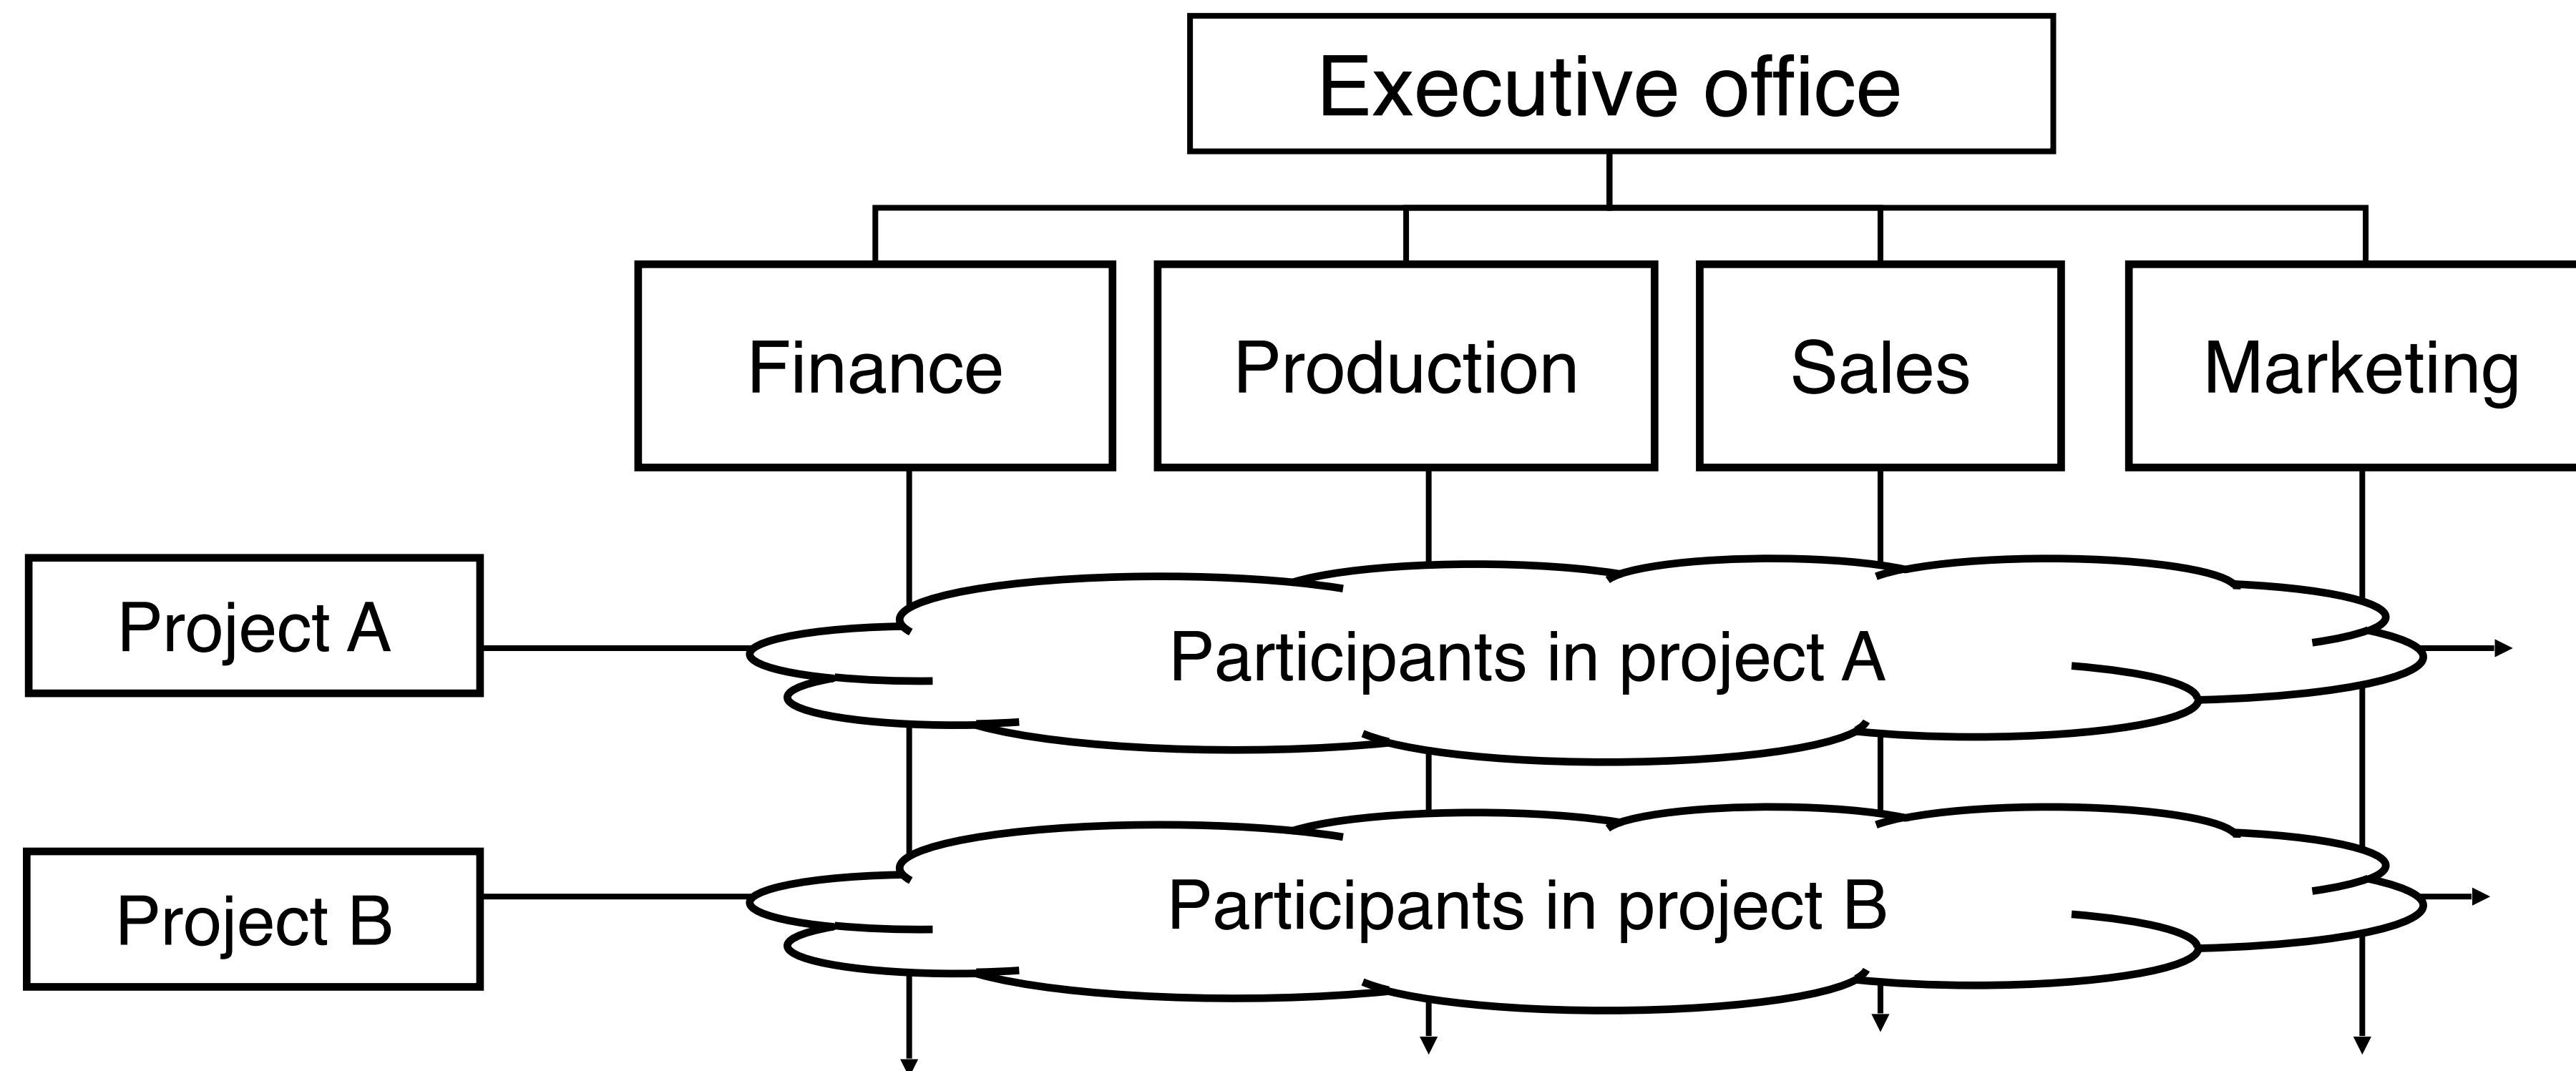 Executive office
Finance
Production
Sales
Marketing
Project A
Participants in project A
Project B
Participants in project B